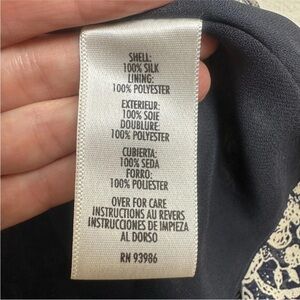 SHELL:
100% SILK
LINING:
100% POLYESTER
EXTERIEUR:
100% SOIE
DOUBLURE:
100% POLYESTER
CUBIERTA:
100% SEDA
FORRO:
100% POLIESTER
OVER FOR CARE
INSTRUCTIONS AU REVERS
INSTRUCCIONES DE IMPIEZA
AL DORSO
RN 93986